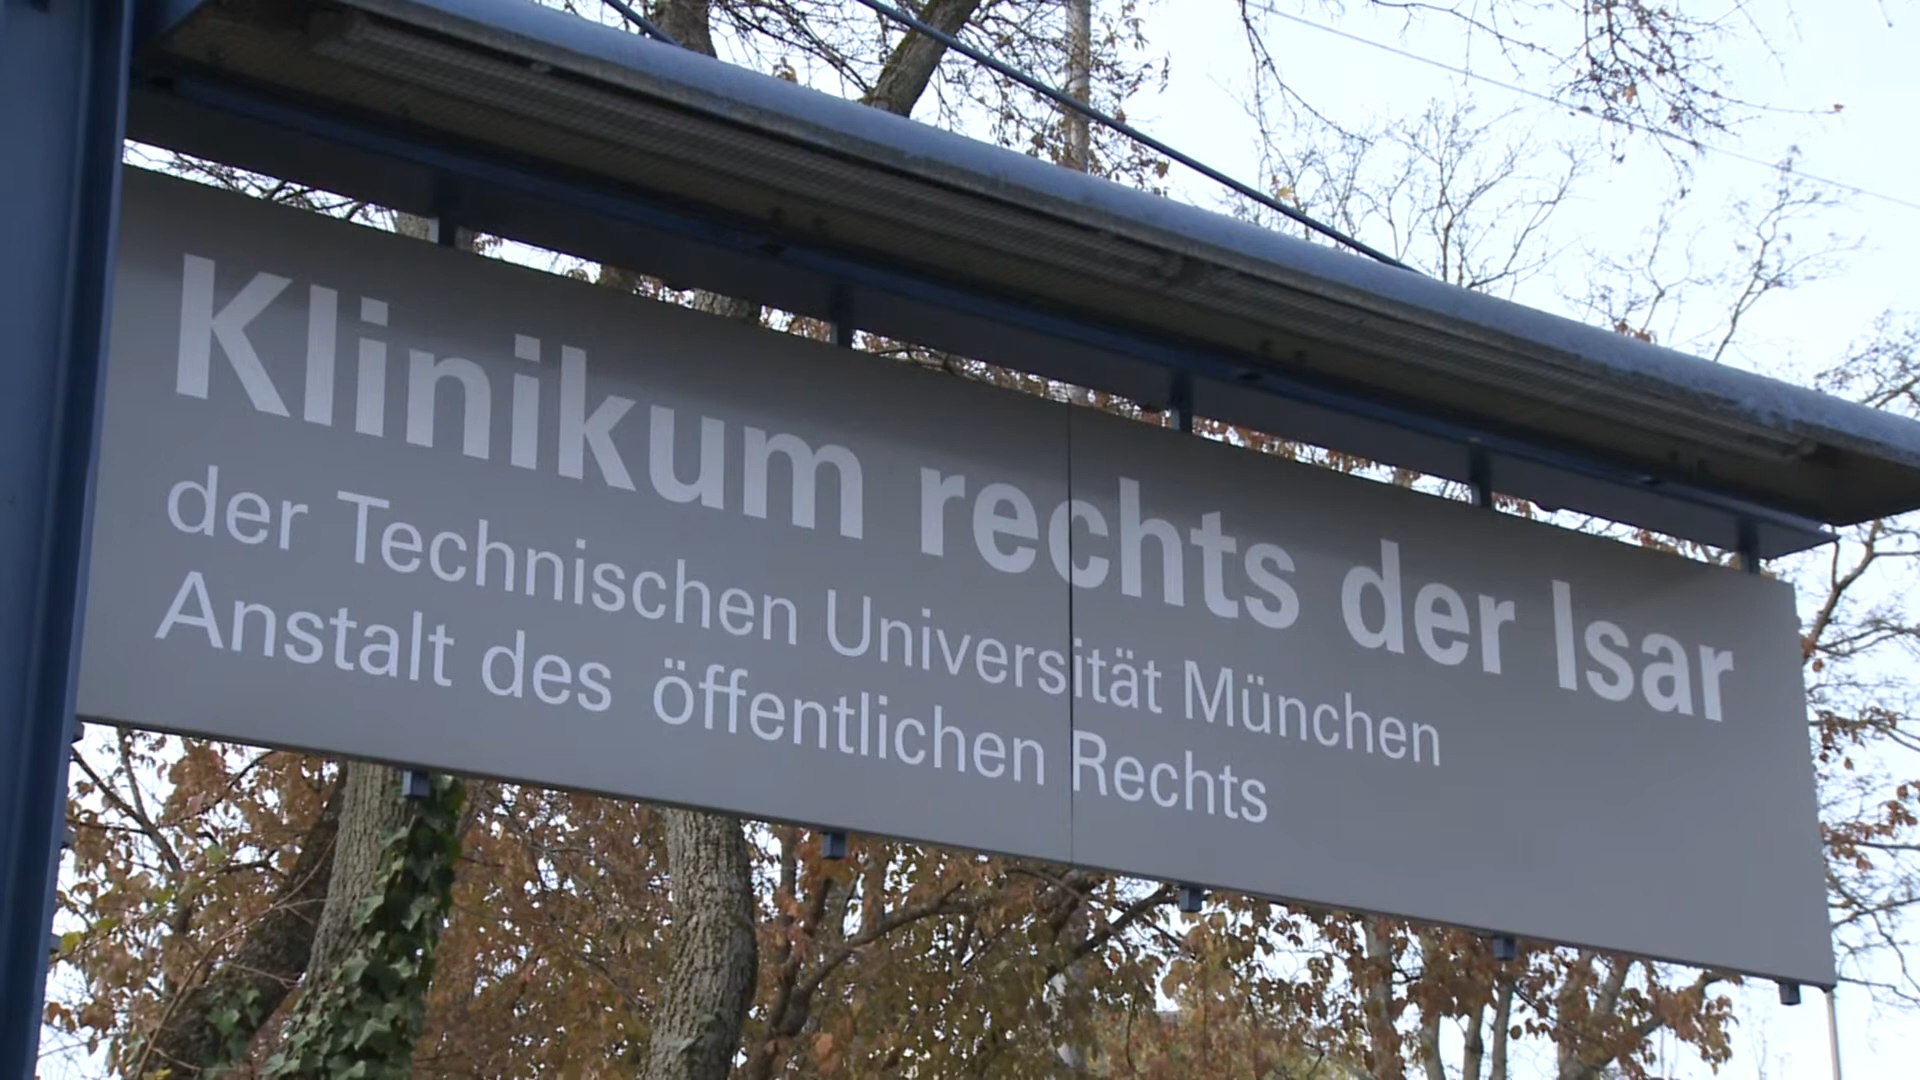 Klinikum rechts der Isar
der Technischen Universität München
Anstalt des öffentlichen Rechts